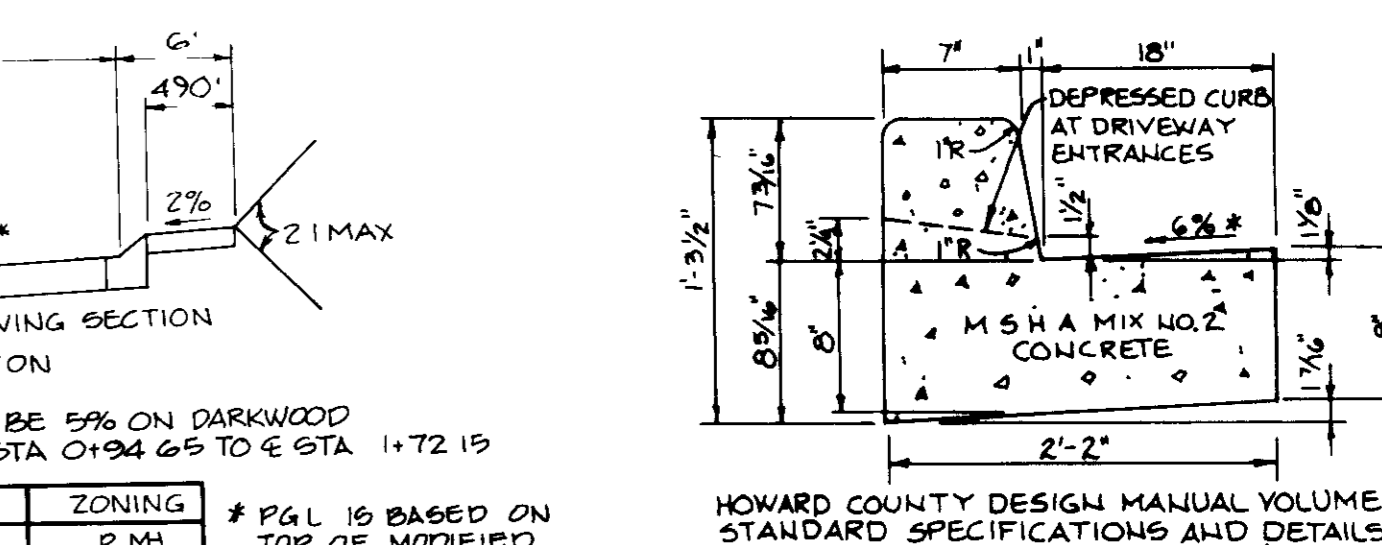 6'
490'
2%
*
2 1 MAX
VING SECTION
ON
BE 5% ON DARKWOOD
STA 0+94 65 TO ℄ STA 1+72 15
ZONING
R MH
* PGL IS BASED ON
TOP OF MODIFIED
7"
1"
18"
DEPRESSED CURB
AT DRIVEWAY
ENTRANCES
1"R
1'-3½"
7 3/16"
2¼"
1½"
1"R
6% *
1 1/8"
8 5/16"
8"
M S H A MIX NO. 2
CONCRETE
1 7/16"
2'-2"
HOWARD COUNTY DESIGN MANUAL VOLUME
STANDARD SPECIFICATIONS AND DETAILS